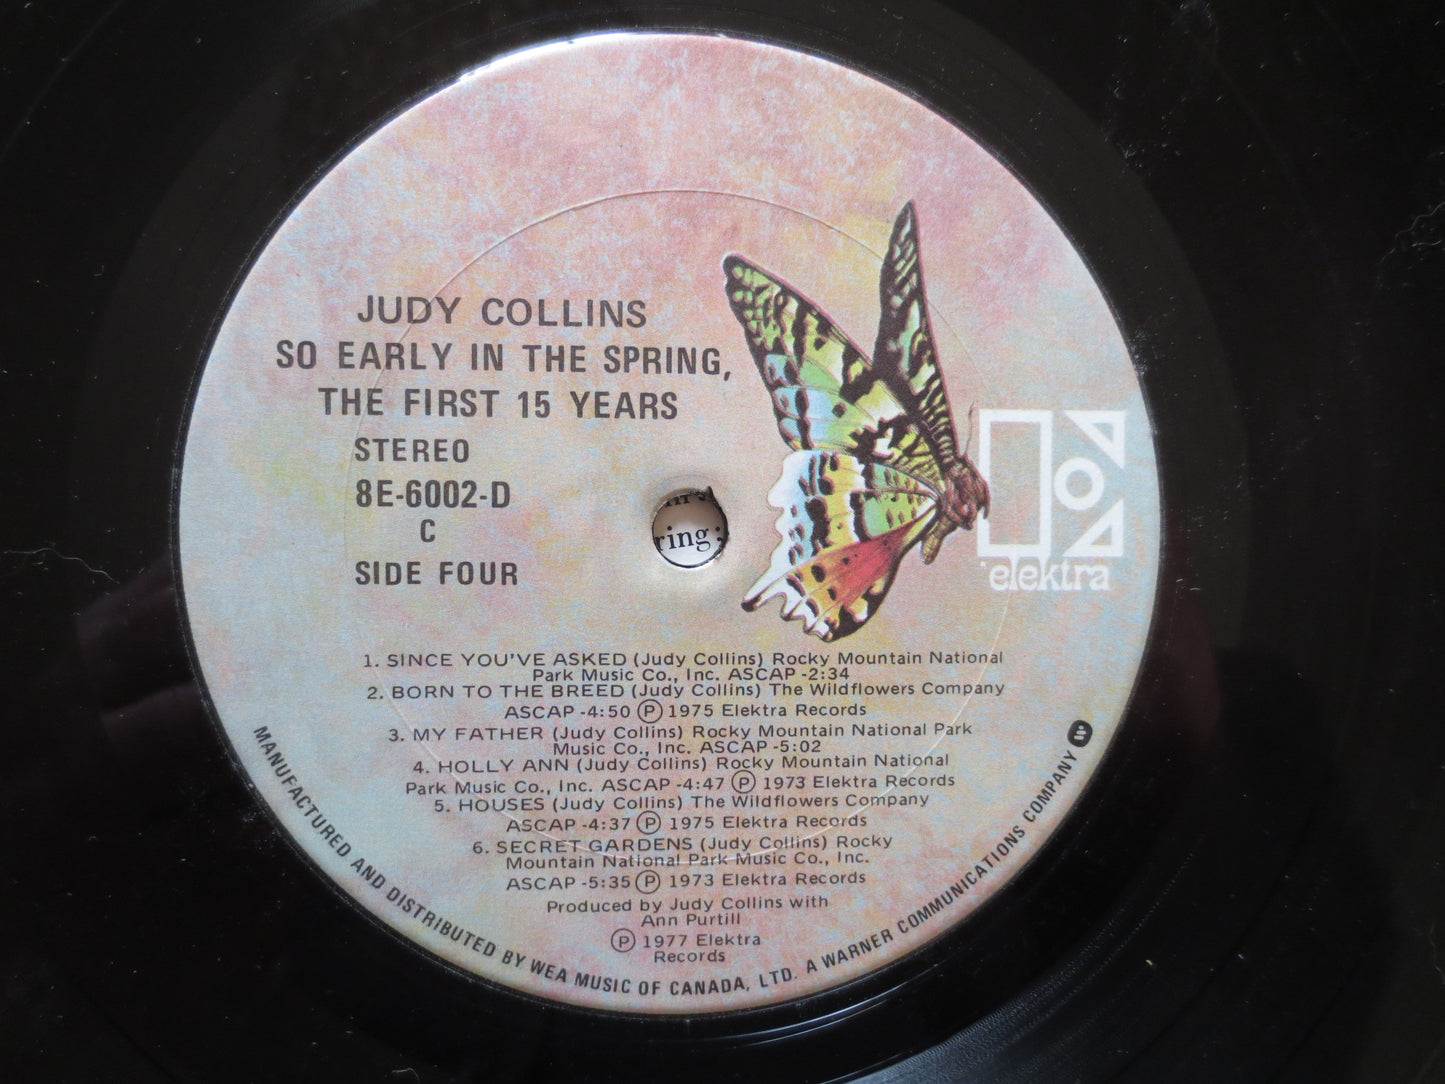 JUDY COLLINS
SO EARLY IN THE SPRING,
THE FIRST 15 YEARS
STEREO
8E-6002-D
C
SIDE FOUR
ring;
elektra
1. SINCE YOU'VE ASKED (Judy Collins) Rocky Mountain National
Park Music Co., Inc. ASCAP -2:34
2. BORN TO THE BREED (Judy Collins) The Wildflowers Company
ASCAP -4:50 Ⓟ 1975 Elektra Records
3. MY FATHER (Judy Collins) Rocky Mountain National Park
Music Co., Inc. ASCAP -5:02
4. HOLLY ANN (Judy Collins) Rocky Mountain National
Park Music Co., Inc. ASCAP -4:47 Ⓟ 1973 Elektra Records
5. HOUSES (Judy Collins) The Wildflowers Company
ASCAP -4:37 Ⓟ 1975 Elektra Records
6. SECRET GARDENS (Judy Collins) Rocky
Mountain National Park Music Co., Inc.
ASCAP -5:35 Ⓟ 1973 Elektra Records
Produced by Judy Collins with
Ann Purtill
Ⓟ 1977 Elektra
Records
MANUFACTURED AND DISTRIBUTED BY WEA MUSIC OF CANADA, LTD. A WARNER COMMUNICATIONS COMPANY